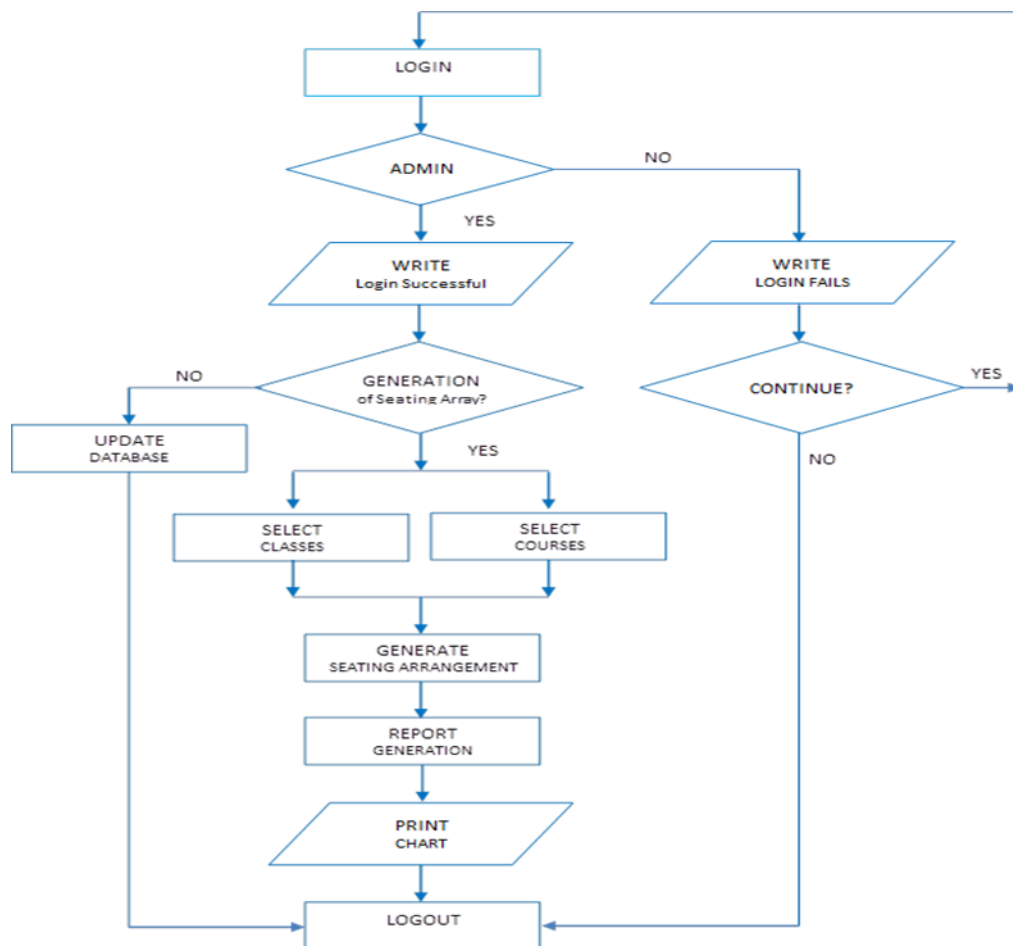 LOGIN
ADMIN
NO
YES
WRITE
Login Successful
WRITE
LOGIN FAILS
NO
GENERATION
of Seating Array?
CONTINUE?
YES
UPDATE
DATABASE
YES
NO
SELECT
CLASSES
SELECT
COURSES
GENERATE
SEATING ARRANGEMENT
REPORT
GENERATION
PRINT
CHART
LOGOUT